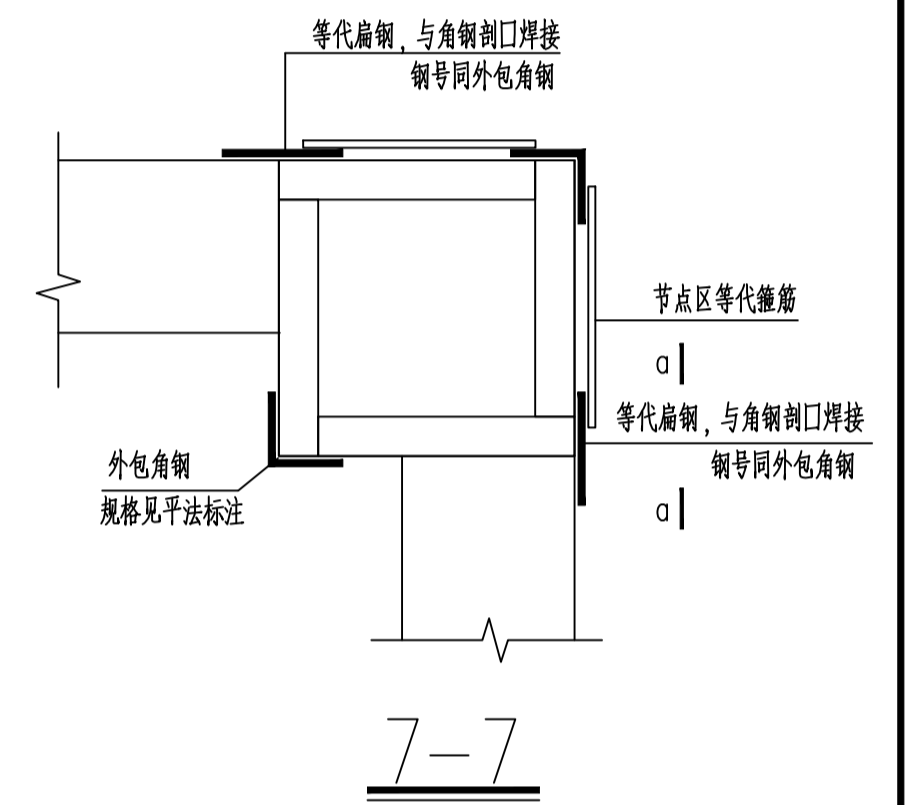 等代扁钢，与角钢剖口焊接
钢号同外包角钢
节点区等代箍筋
a
等代扁钢，与角钢剖口焊接
钢号同外包角钢
外包角钢
规格见平法标注
a
7-7